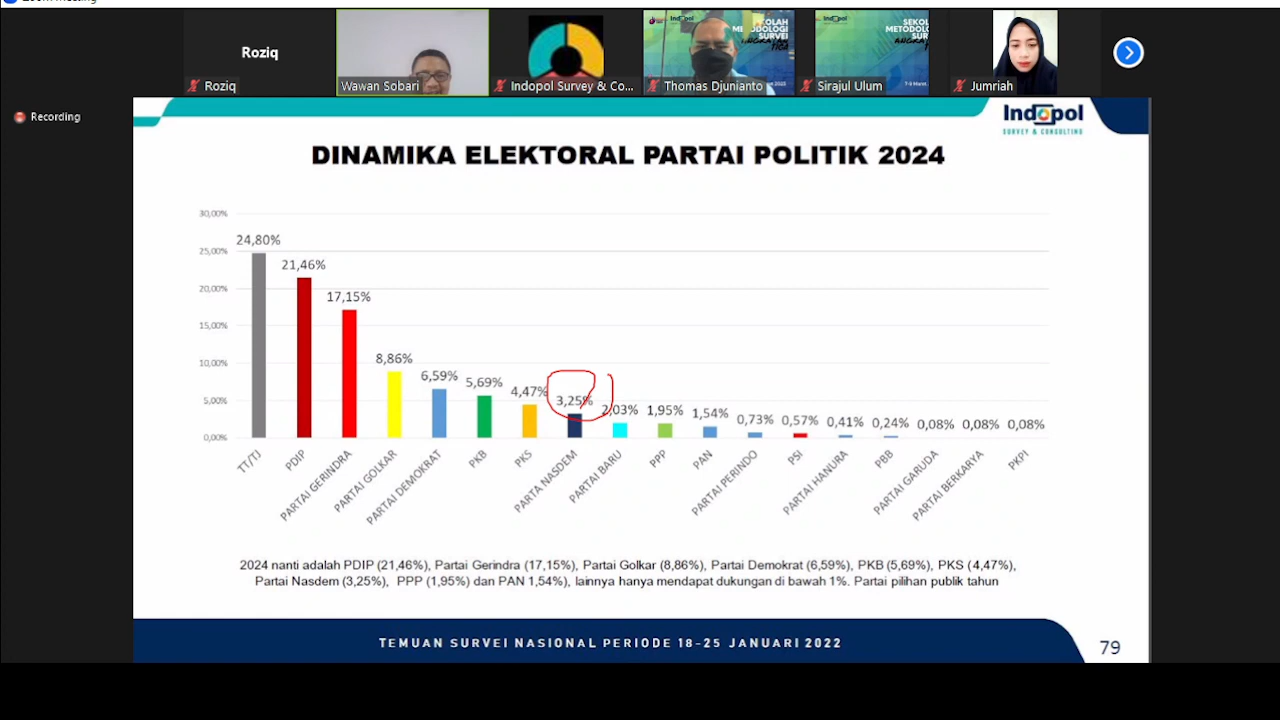 Zoom Meeting
Roziq
Roziq
Wawan Sobari
Indopol Survey & Co...
Thomas Djunianto
Sirajul Ulum
Jumriah
Recording
Indopol
SURVEY & CONSULTING
DINAMIKA ELEKTORAL PARTAI POLITIK 2024
30,00%
25,00%
20,00%
15,00%
10,00%
5,00%
0,00%
24,80%
21,46%
17,15%
8,86%
6,59%
5,69%
4,47%
3,25%
2,03%
1,95%
1,54%
0,73%
0,57%
0,41%
0,24%
0,08%
0,08%
0,08%
TT/TJ
PDIP
PARTAI GERINDRA
PARTAI GOLKAR
PARTAI DEMOKRAT
PKB
PKS
PARTA NASDEM
PARTAI BARU
PPP
PAN
PARTAI PERINDO
PSI
PARTAI HANURA
PBB
PARTAI GARUDA
PARTAI BERKARYA
PKPI
2024 nanti adalah PDIP (21,46%), Partai Gerindra (17,15%), Partai Golkar (8,86%), Partai Demokrat (6,59%), PKB (5,69%), PKS (4,47%),
Partai Nasdem (3,25%), PPP (1,95%) dan PAN 1,54%), lainnya hanya mendapat dukungan di bawah 1%. Partai pilihan publik tahun
TEMUAN SURVEI NASIONAL PERIODE 18-25 JANUARI 2022
79